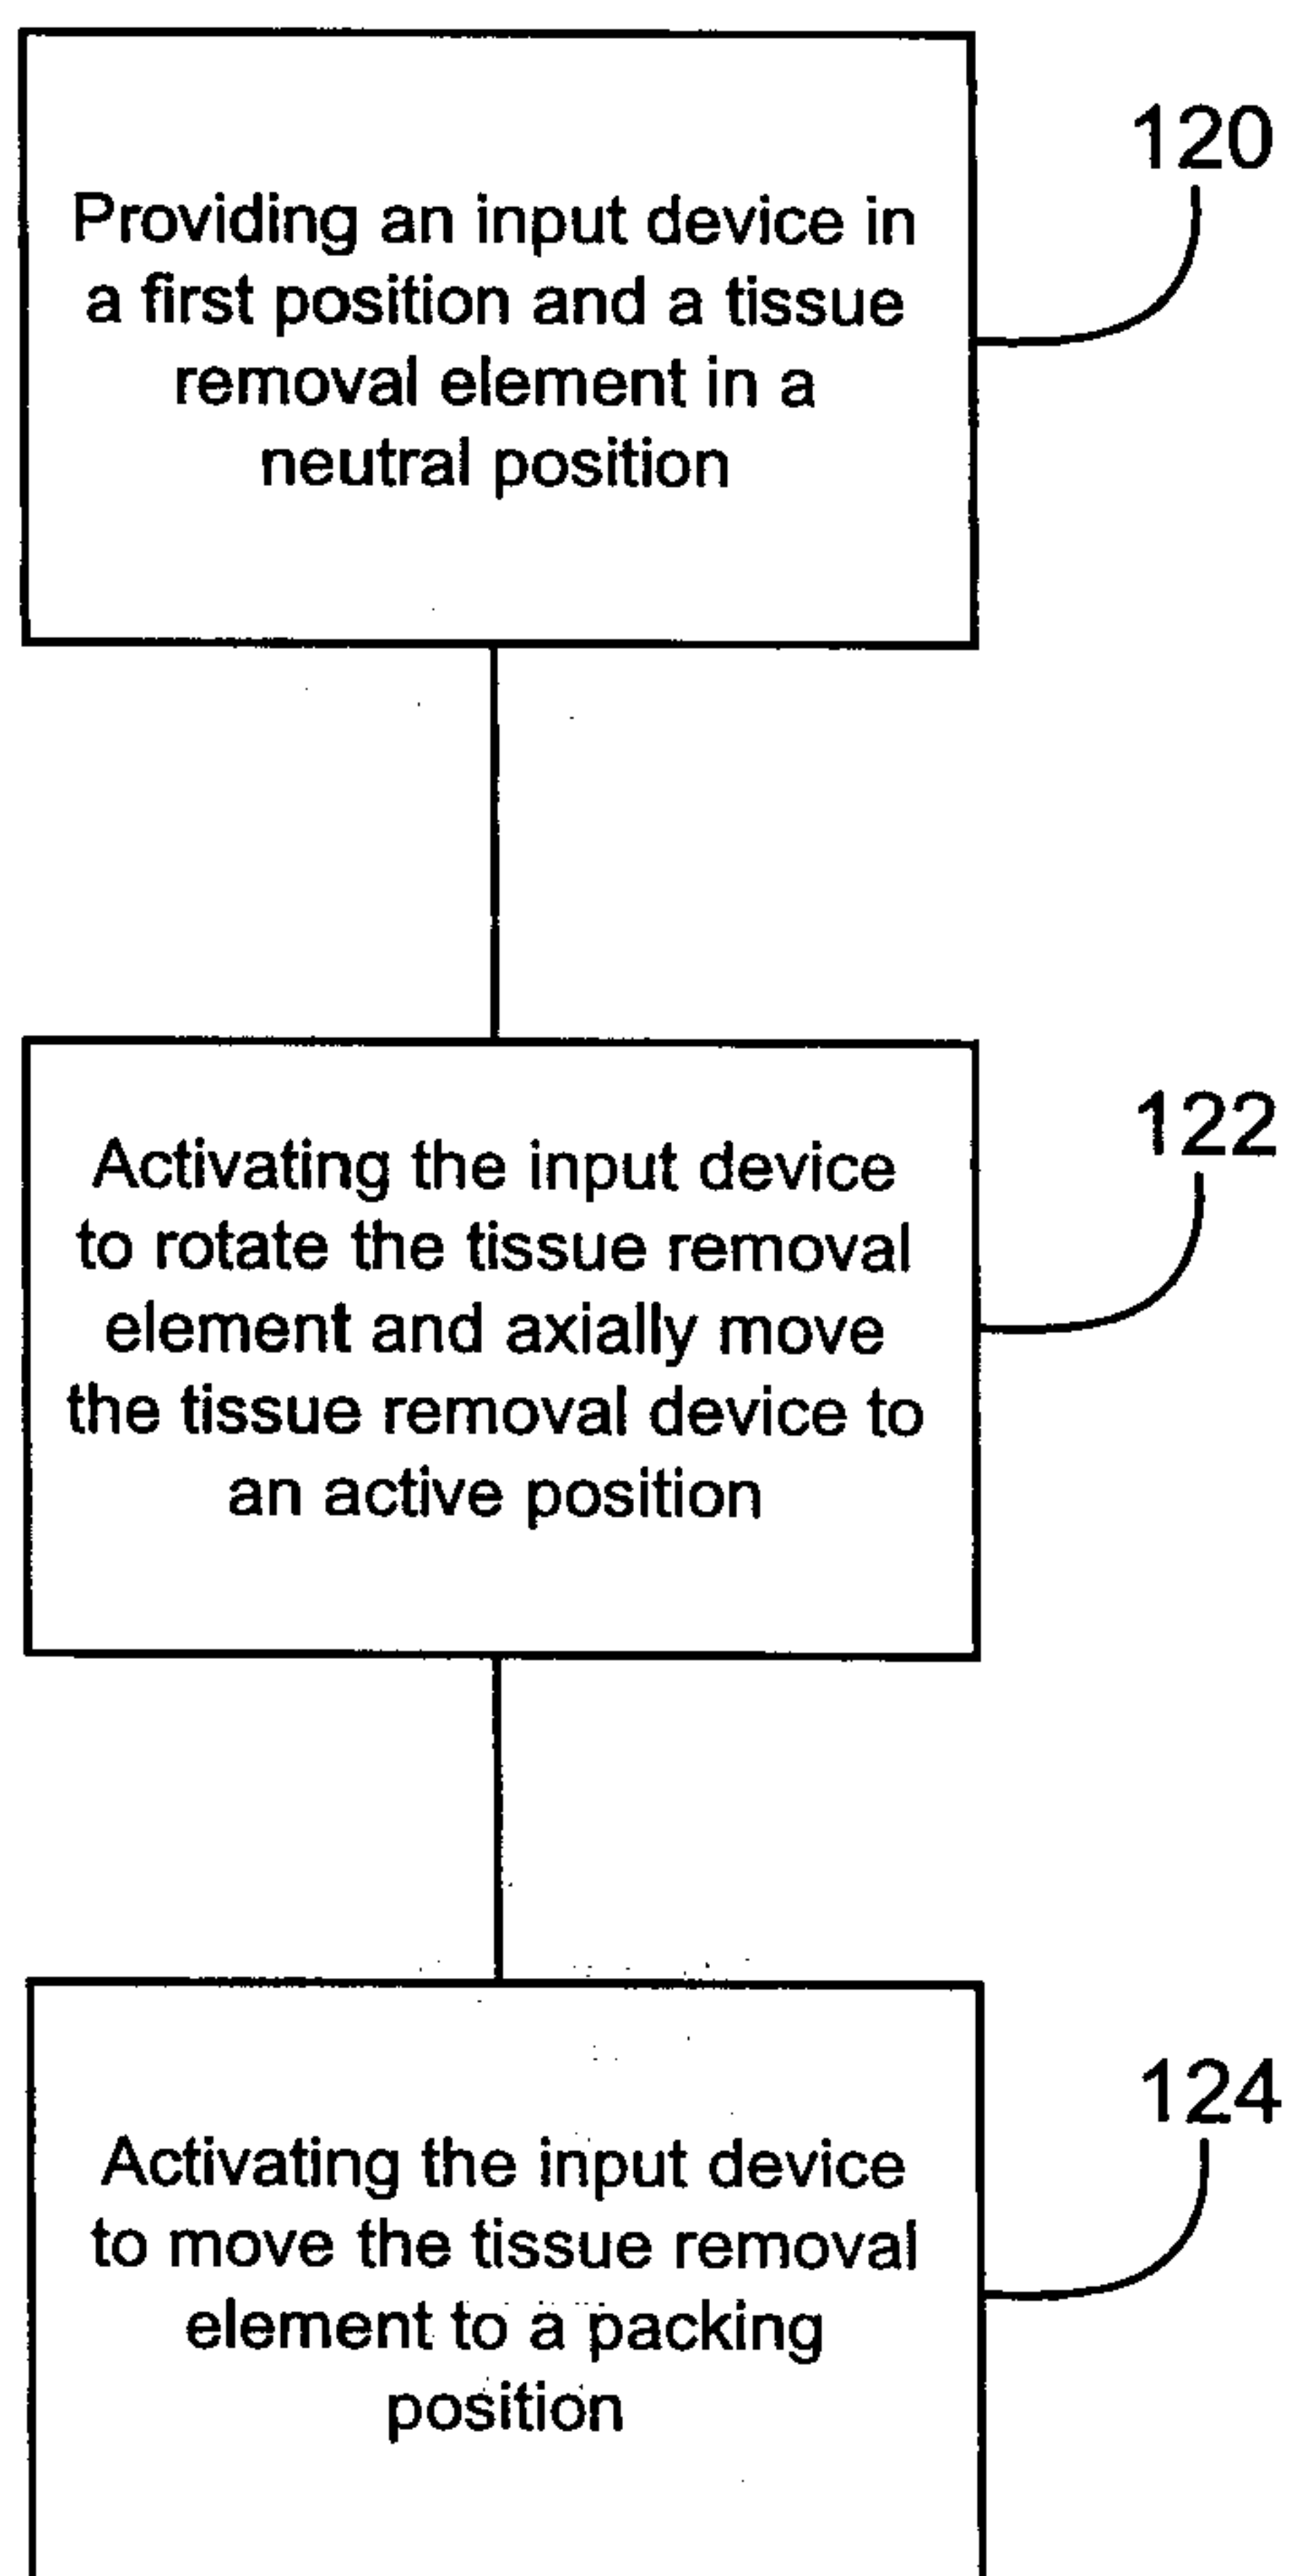 120
Providing an input device in
a first position and a tissue
removal element in a
neutral position
122
Activating the input device
to rotate the tissue removal
element and axially move
the tissue removal device to
an active position
124
Activating the input device
to move the tissue removal
element to a packing
position